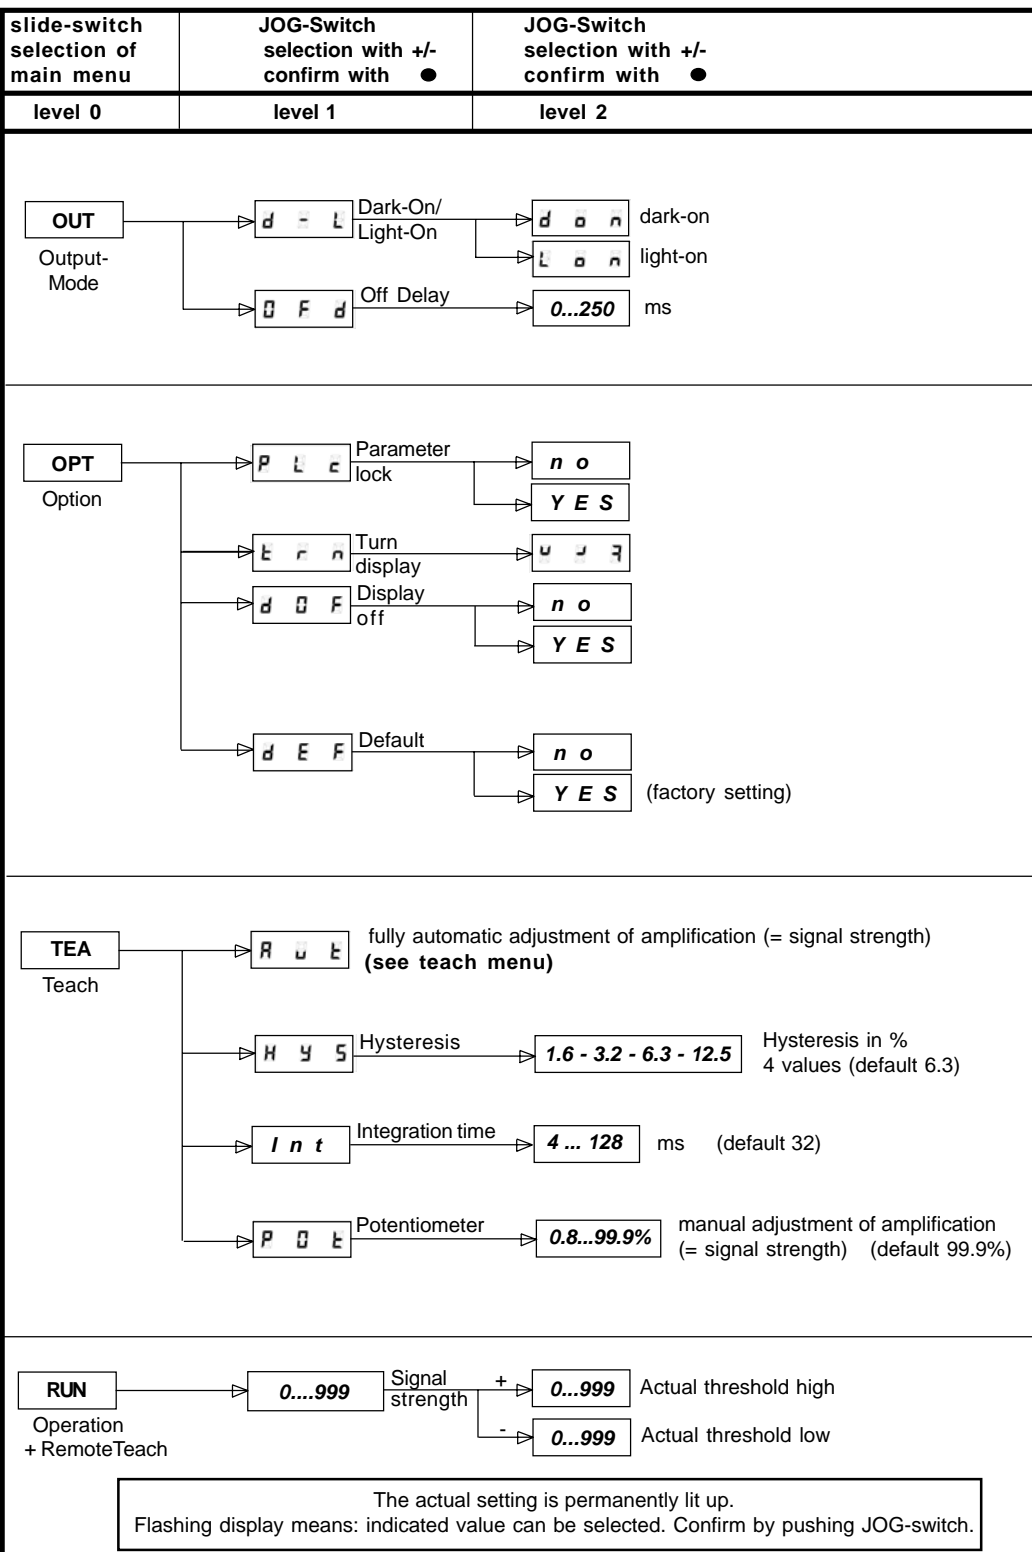 slide-switch
selection of
main menu
JOG-Switch
selection with +/-
confirm with ●
JOG-Switch
selection with +/-
confirm with ●
level 0
level 1
level 2
OUT
Output-
Mode
d - L
Dark-On/
Light-On
d o n
dark-on
L o n
light-on
O F d
Off Delay
0...250
ms
OPT
Option
P L c
Parameter
lock
n o
Y E S
t r n
Turn
display
d O F
Display
off
n o
Y E S
d E F
Default
n o
Y E S
(factory setting)
TEA
Teach
A u t
fully automatic adjustment of amplification (= signal strength)
(see teach menu)
H Y S
Hysteresis
1.6 - 3.2 - 6.3 - 12.5
Hysteresis in %
4 values (default 6.3)
I n t
Integration time
4 ... 128
ms (default 32)
P O t
Potentiometer
0.8...99.9%
manual adjustment of amplification
(= signal strength) (default 99.9%)
RUN
Operation
+ RemoteTeach
0....999
Signal
strength
+
0...999
Actual threshold high
-
0...999
Actual threshold low
The actual setting is permanently lit up.
Flashing display means: indicated value can be selected. Confirm by pushing JOG-switch.